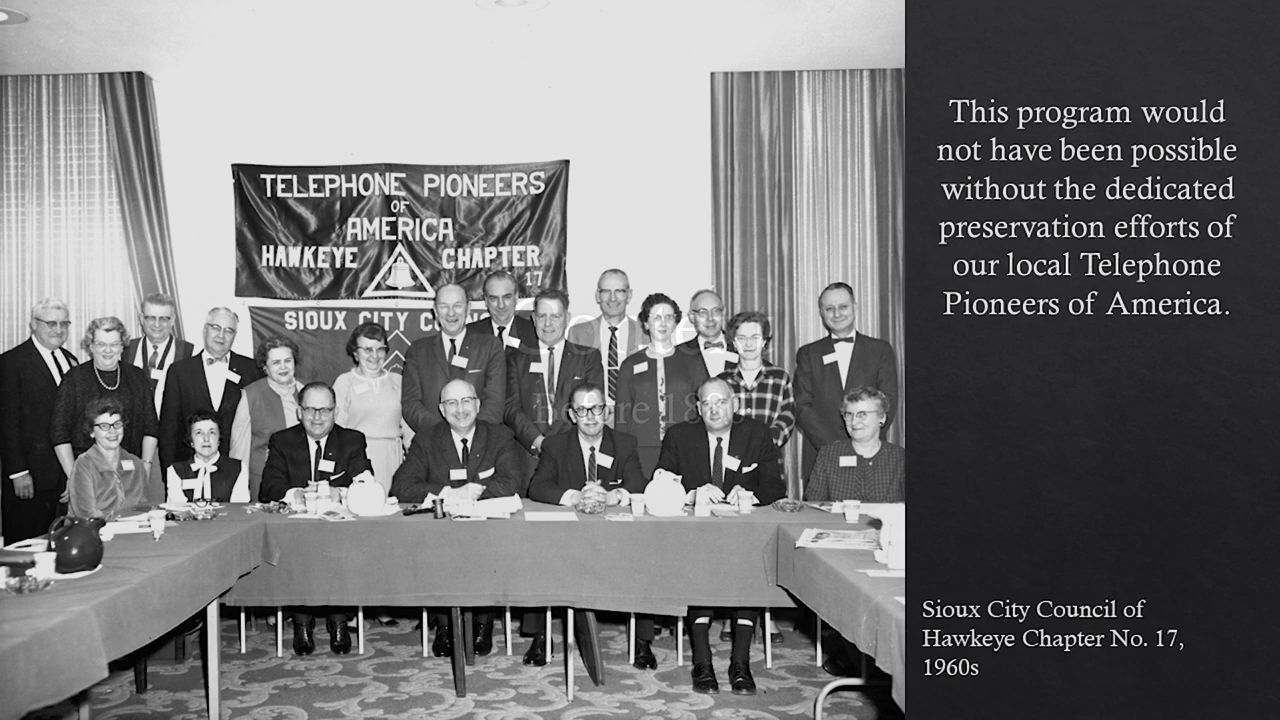 TELEPHONE PIONEERS
OF
AMERICA
HAWKEYE CHAPTER
17
SIOUX CITY
Before
This program would
not have been possible
without the dedicated
preservation efforts of
our local Telephone
Pioneers of America.
Sioux City Council of
Hawkeye Chapter No. 17,
1960s